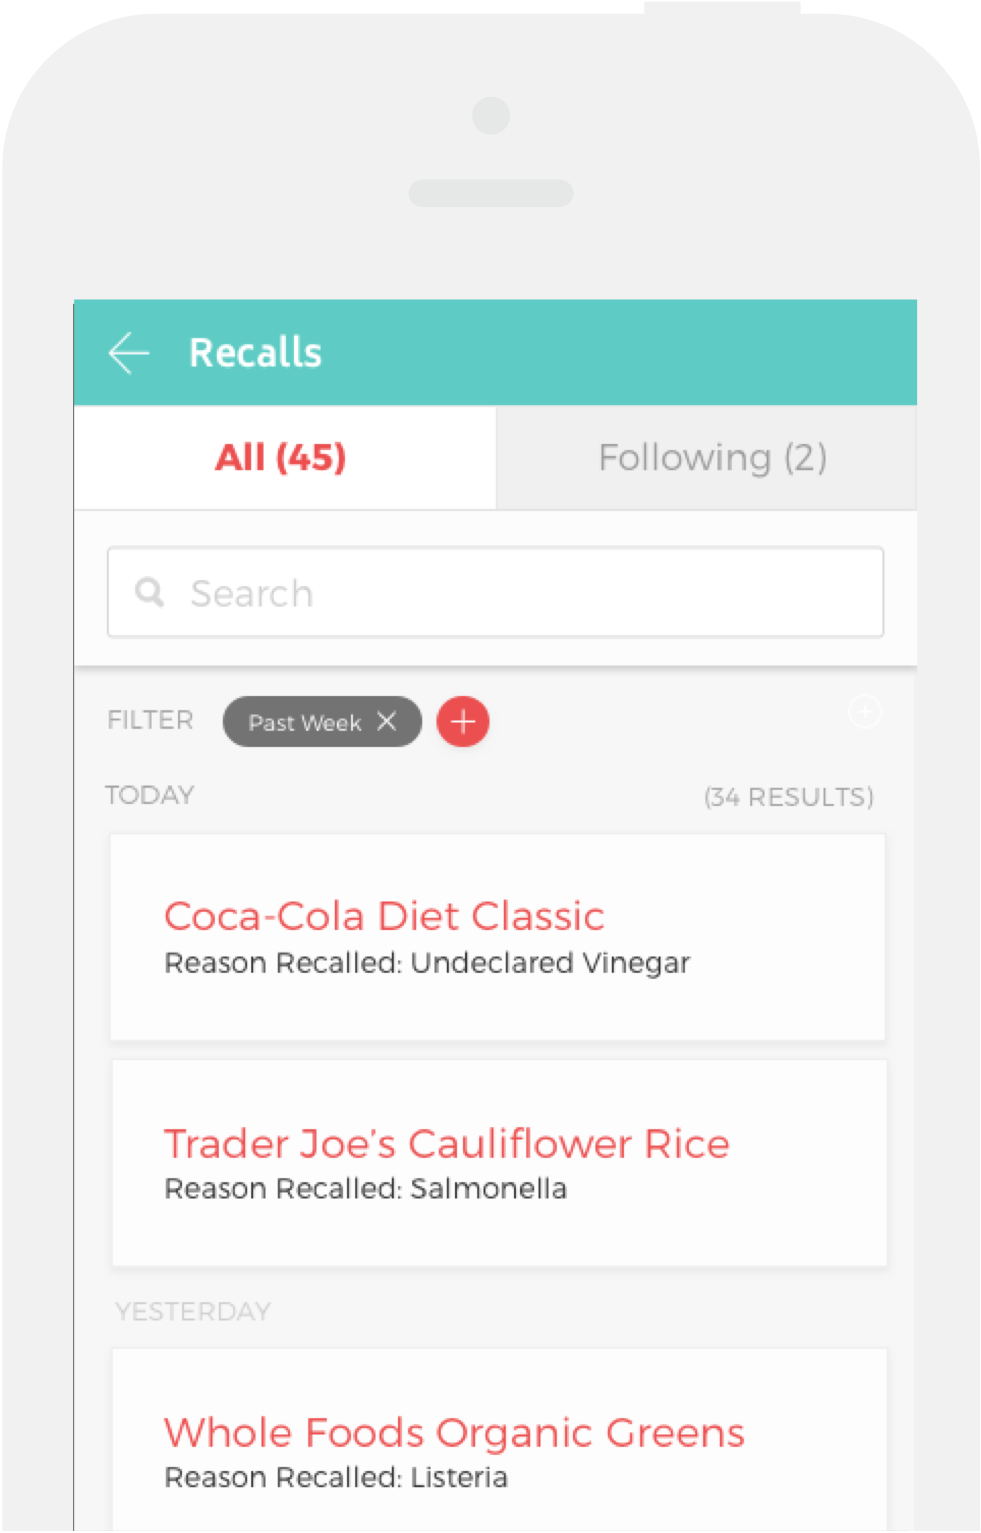 Recalls
All (45)
Following (2)
Search
FILTER
Past Week
TODAY
(34 RESULTS)
Coca-Cola Diet Classic
Reason Recalled: Undeclared Vinegar
Trader Joe's Cauliflower Rice
Reason Recalled: Salmonella
YESTERDAY
Whole Foods Organic Greens
Reason Recalled: Listeria